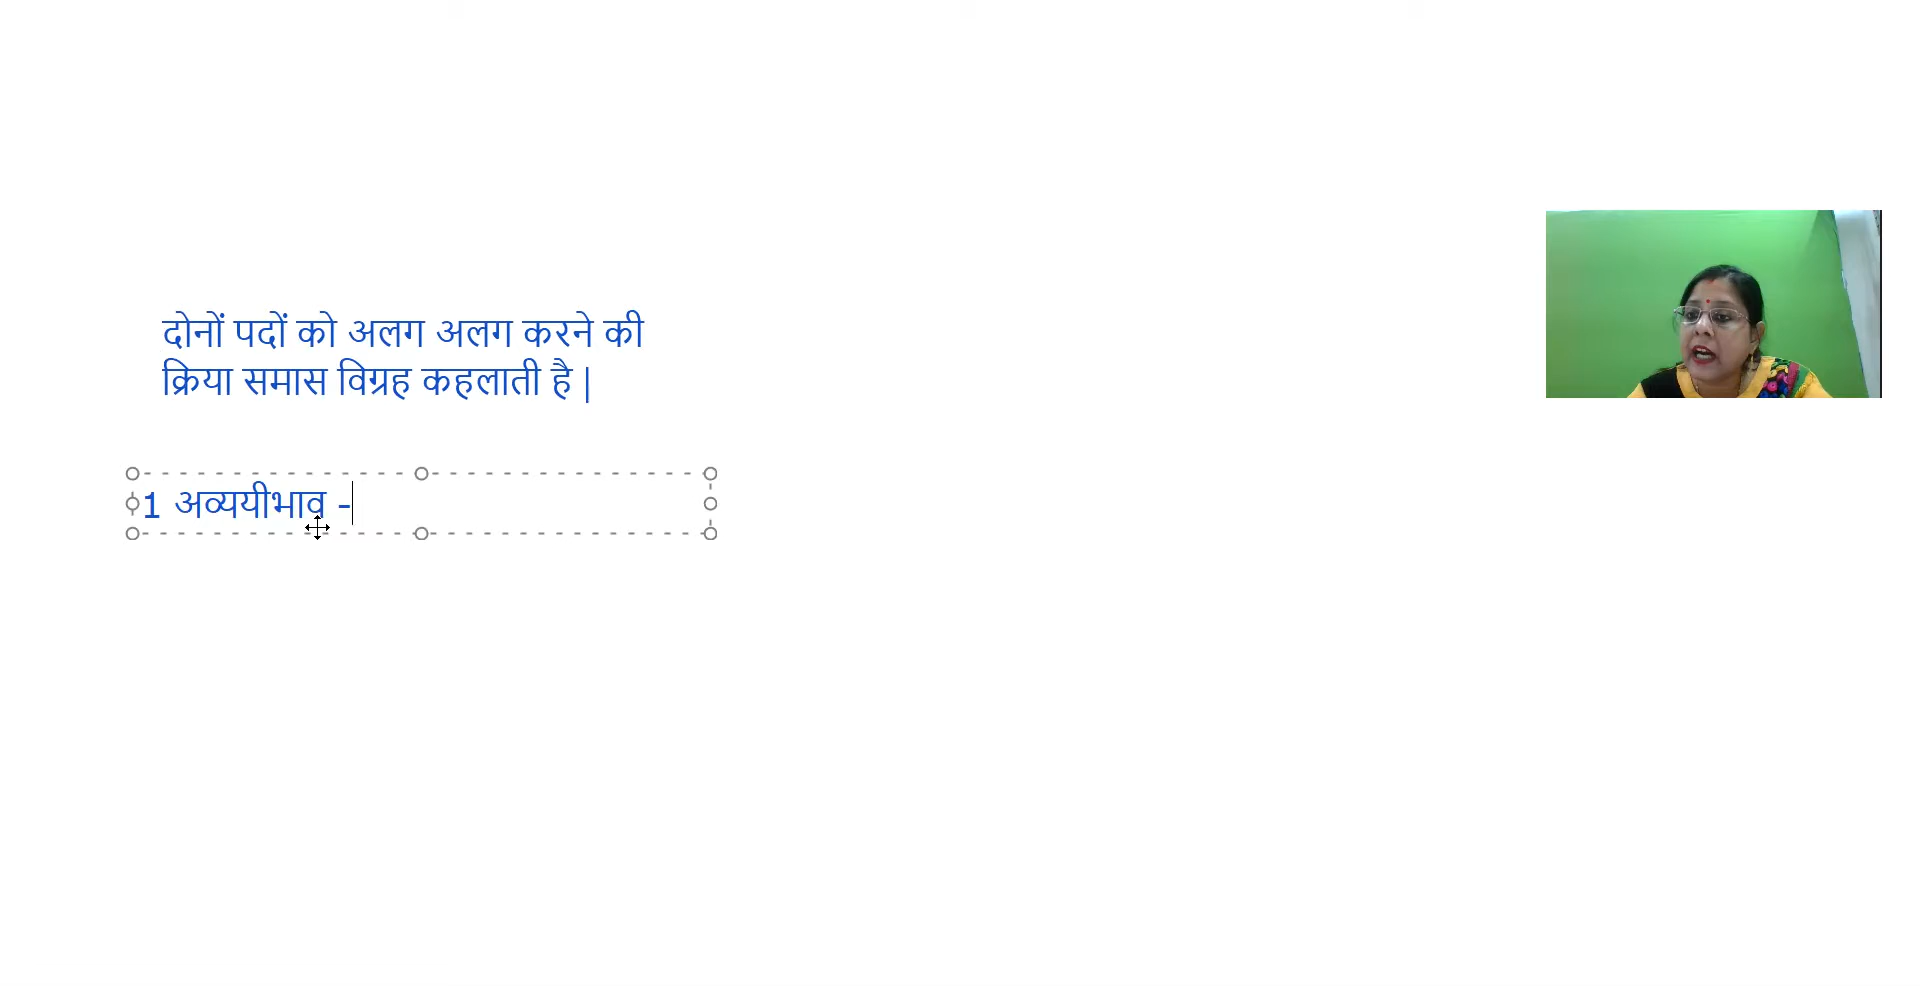 दोनों पदों को अलग अलग करने की
क्रिया समास विग्रह कहलाती है |
1 अव्ययीभाव -